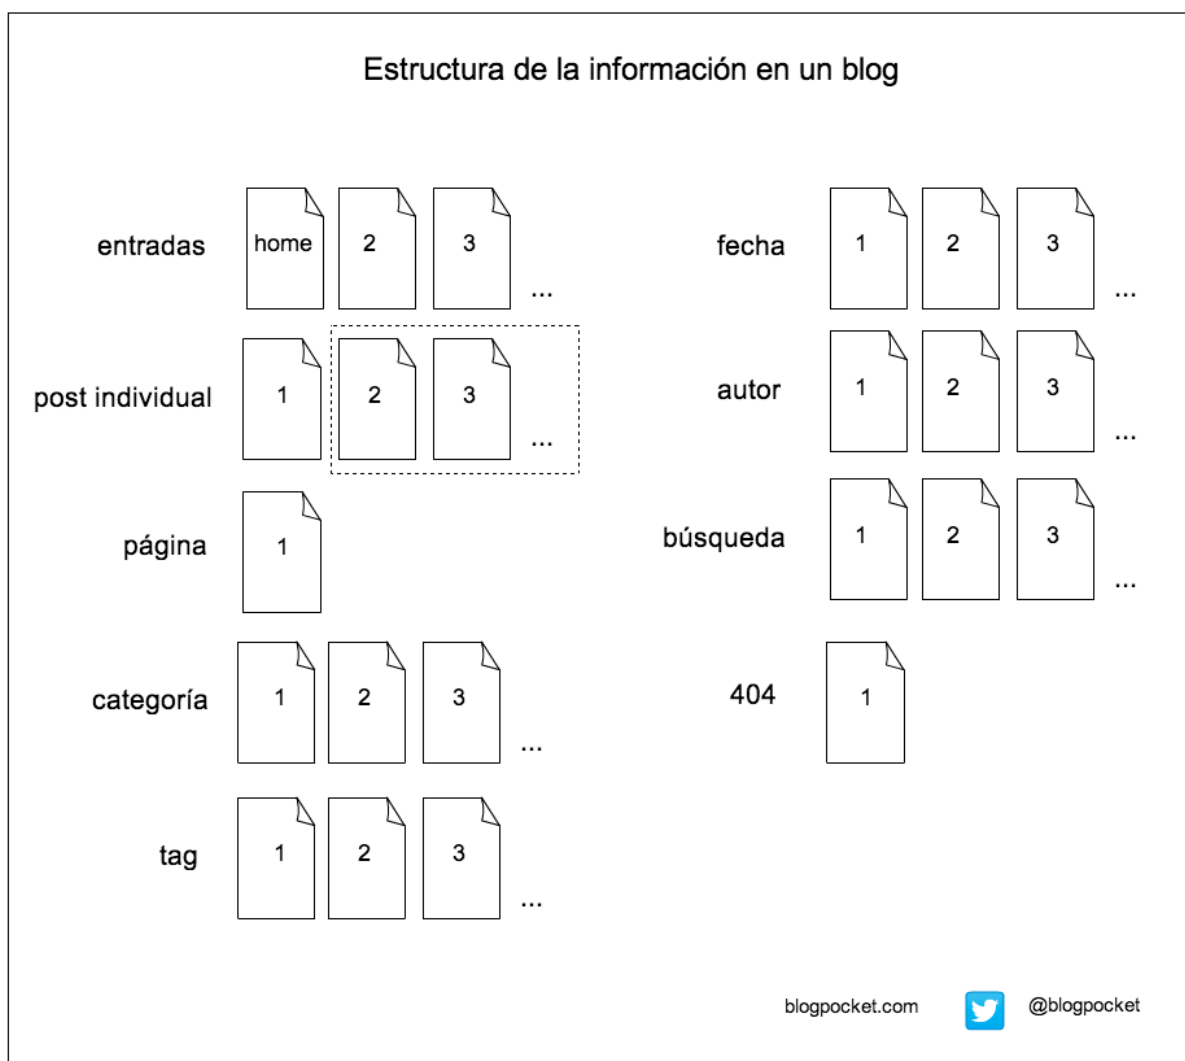 Estructura de la información en un blog
entradas
home
2
3
...
post individual
1
2
3
...
página
1
categoría
1
2
3
...
tag
1
2
3
...
fecha
1
2
3
...
autor
1
2
3
...
búsqueda
1
2
3
...
404
1
blogpocket.com
@blogpocket